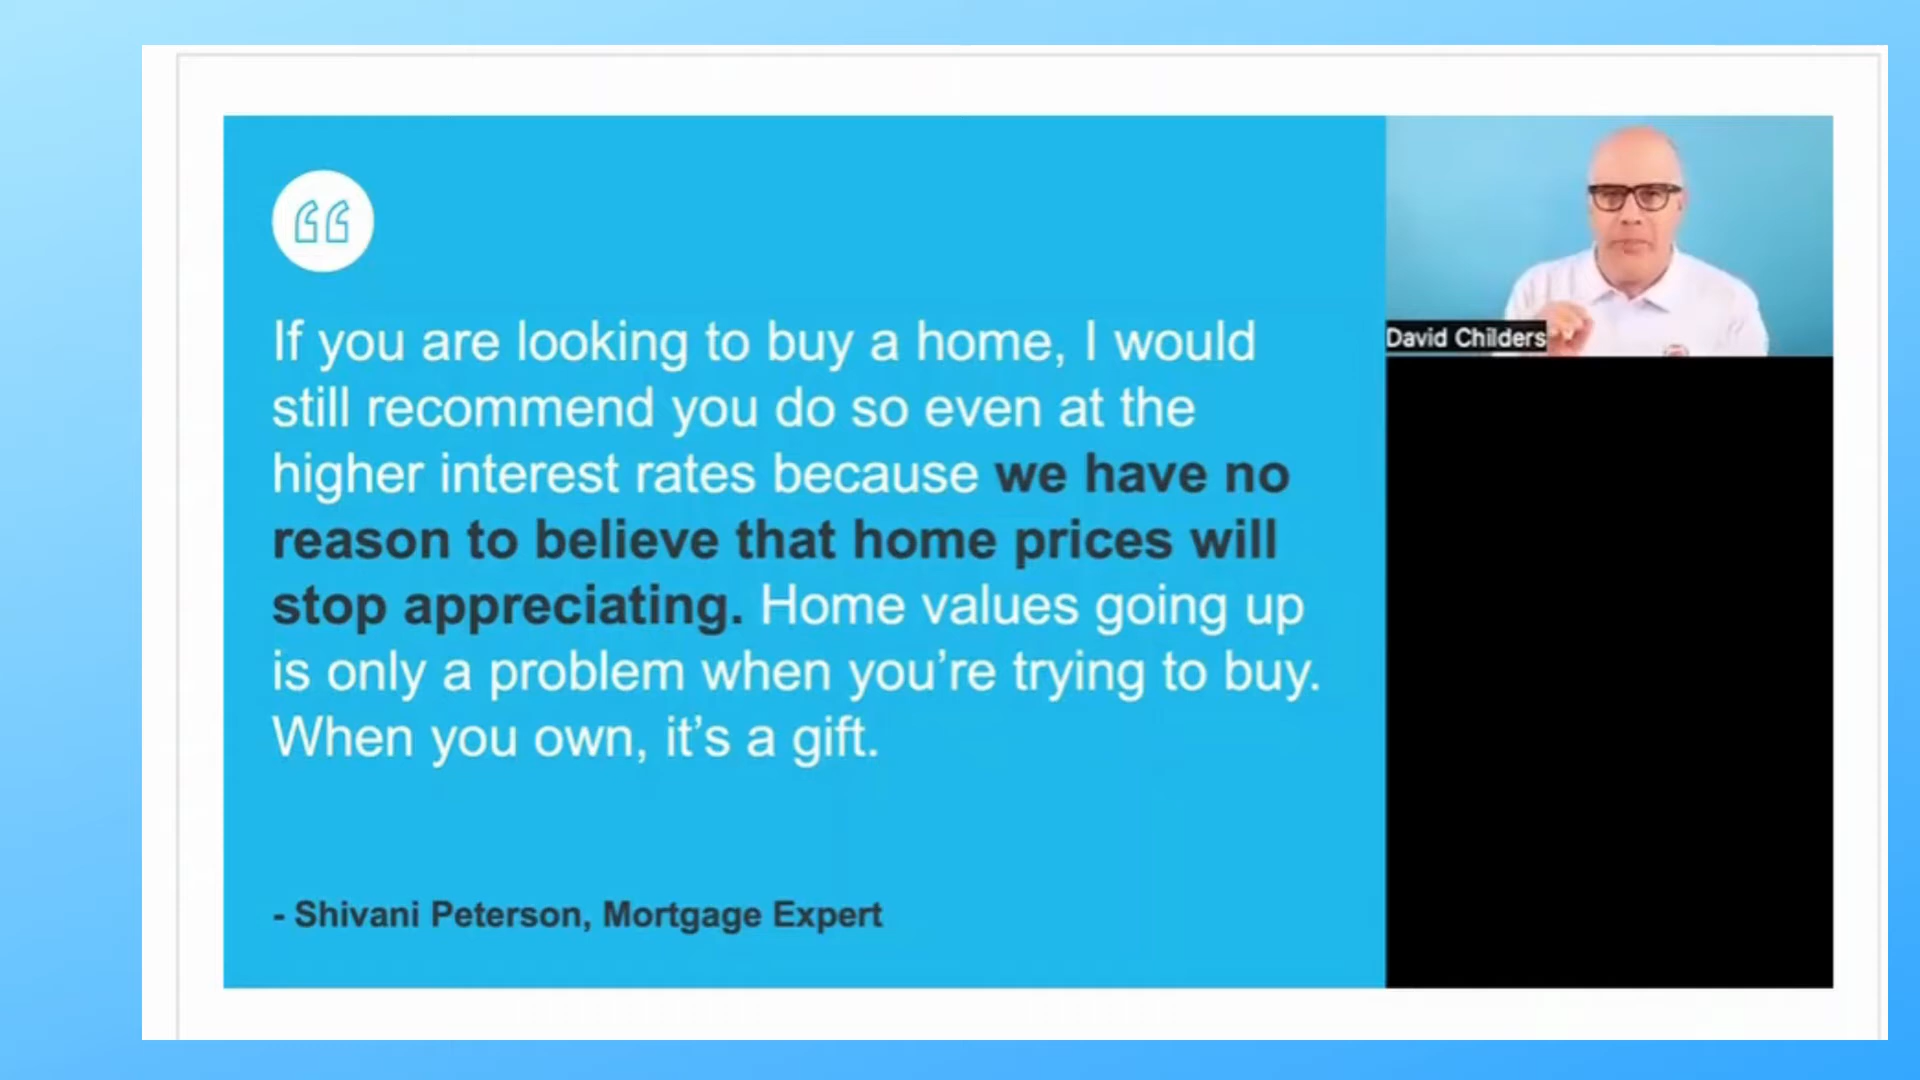 If you are looking to buy a home, I would
still recommend you do so even at the
higher interest rates because we have no
reason to believe that home prices will
stop appreciating. Home values going up
is only a problem when you’re trying to buy.
When you own, it’s a gift.
- Shivani Peterson, Mortgage Expert
David Childers